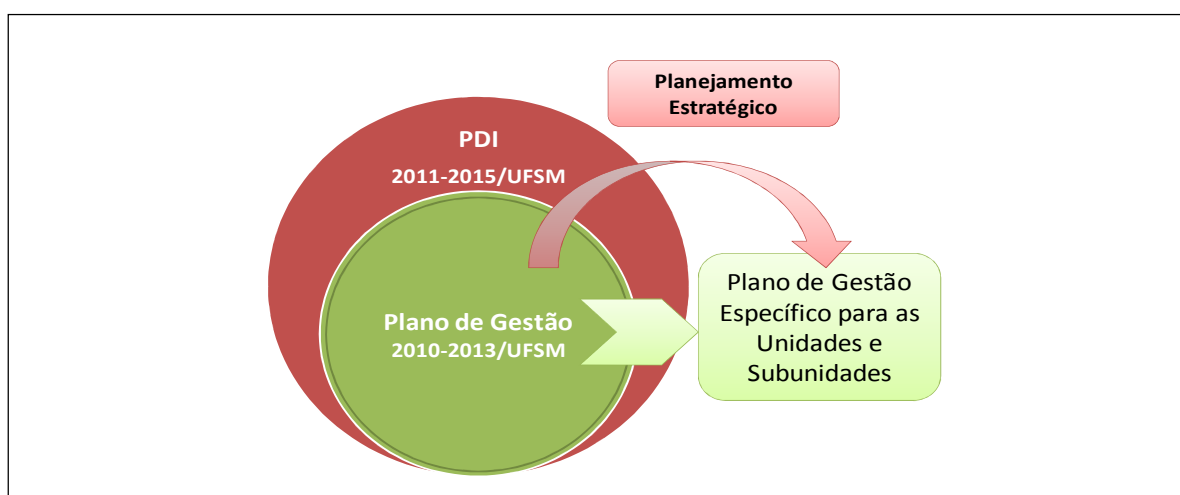 Planejamento
Estratégico
PDI
2011-2015/UFSM
Plano de Gestão
2010-2013/UFSM
Plano de Gestão
Específico para as
Unidades e
Subunidades